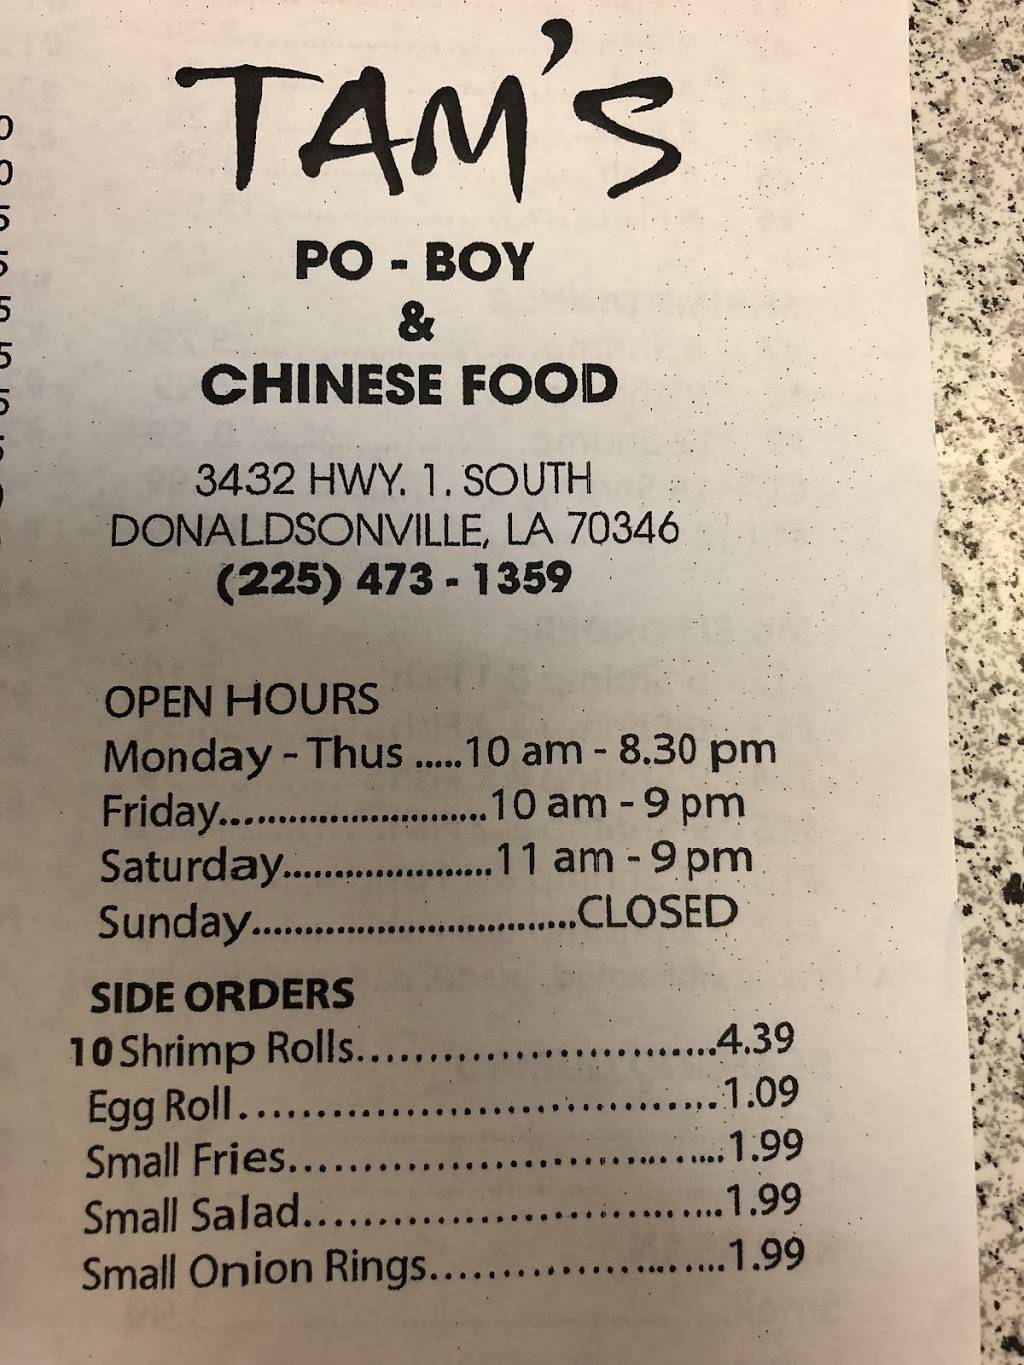 TAM'S
PO - BOY
&
CHINESE FOOD
3432 HWY. 1. SOUTH
DONALDSONVILLE, LA 70346
(225) 473 - 1359
OPEN HOURS
Monday - Thus .....10 am - 8.30 pm
Friday............................10 am - 9 pm
Saturday......................11 am - 9 pm
Sunday.................................CLOSED
SIDE ORDERS
10 Shrimp Rolls..............................4.39
Egg Roll......................................1.09
Small Fries...................................1.99
Small Salad..................................1.99
Small Onion Rings........................1.99